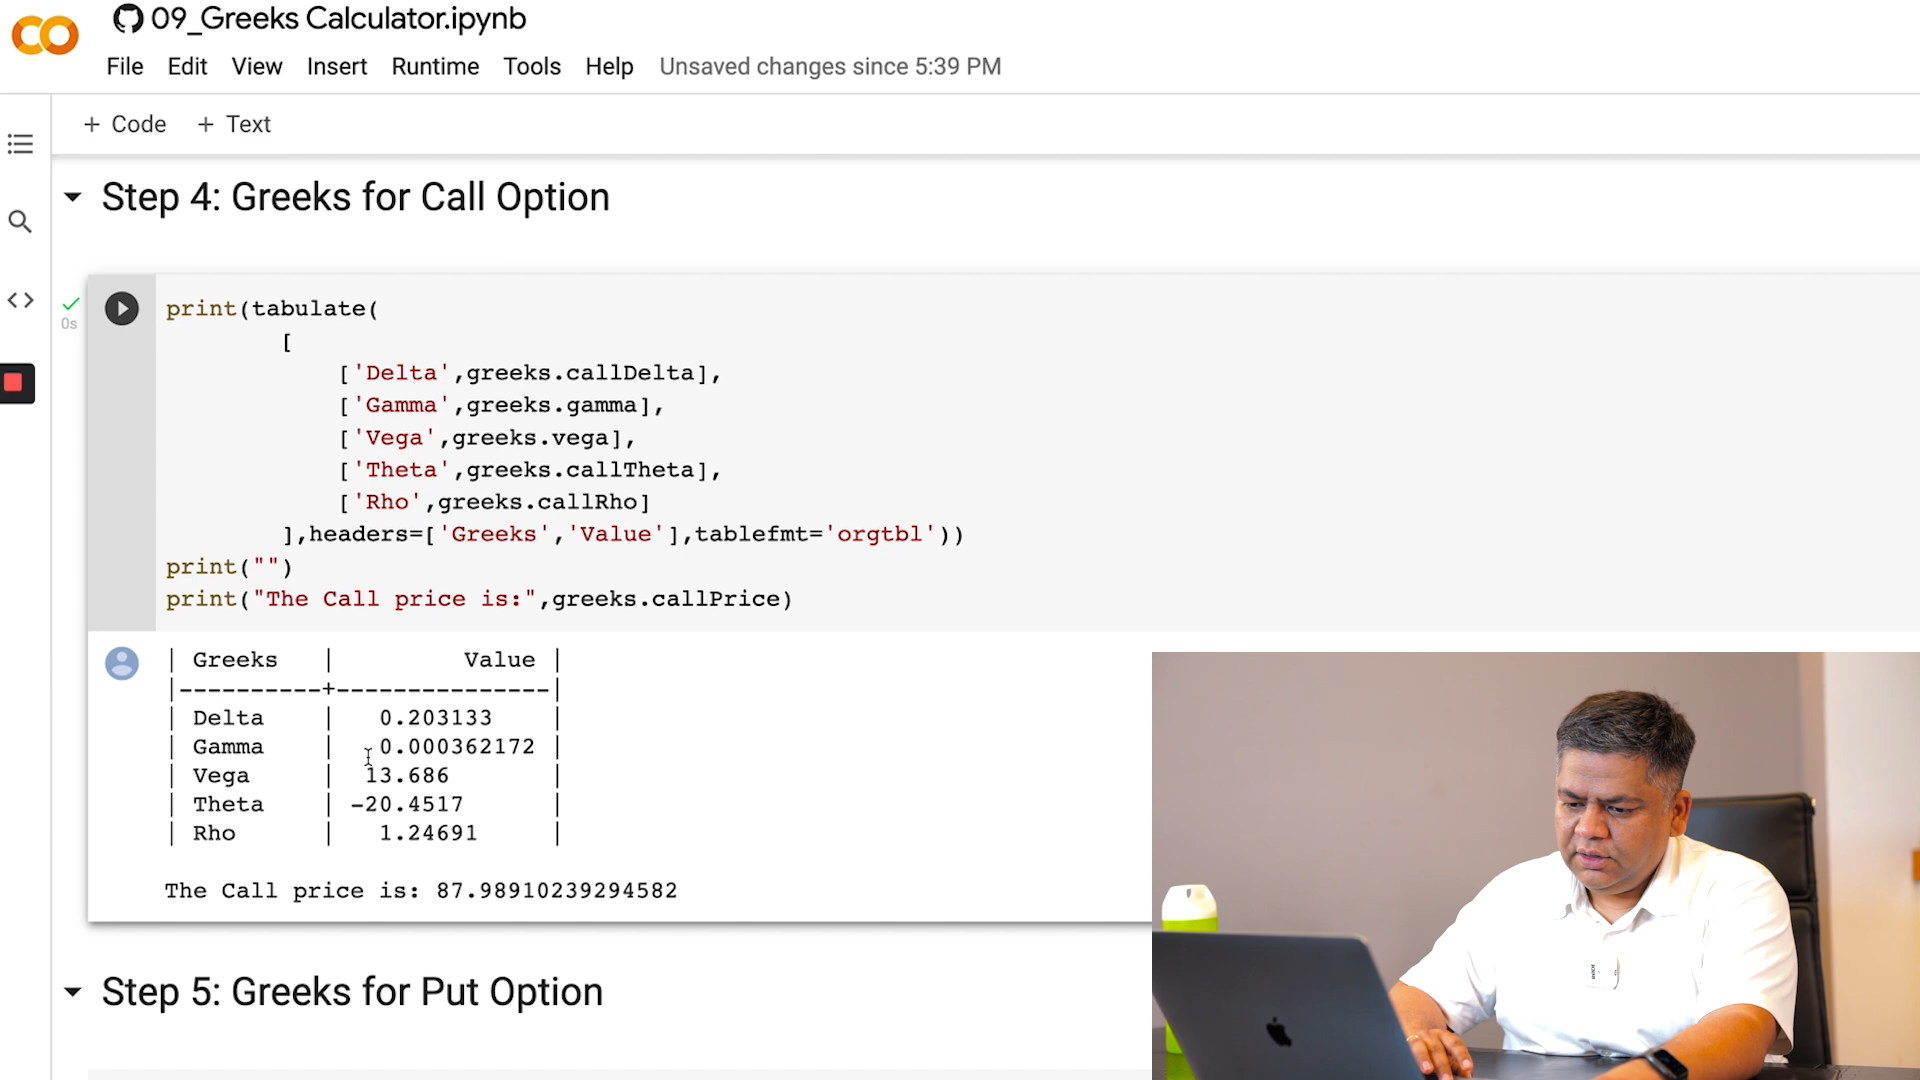 09_Greeks Calculator.ipynb
File Edit View Insert Runtime Tools Help Unsaved changes since 5:39 PM
+ Code + Text
Step 4: Greeks for Call Option
0s
print(tabulate(
[
['Delta',greeks.callDelta],
['Gamma',greeks.gamma],
['Vega',greeks.vega],
['Theta',greeks.callTheta],
['Rho',greeks.callRho]
],headers=['Greeks','Value'],tablefmt='orgtbl'))
print("")
print("The Call price is:",greeks.callPrice)
| Greeks | Value |
|----------+---------------|
| Delta | 0.203133 |
| Gamma | 0.000362172 |
| Vega | 13.686 |
| Theta | -20.4517 |
| Rho | 1.24691 |
The Call price is: 87.98910239294582
Step 5: Greeks for Put Option